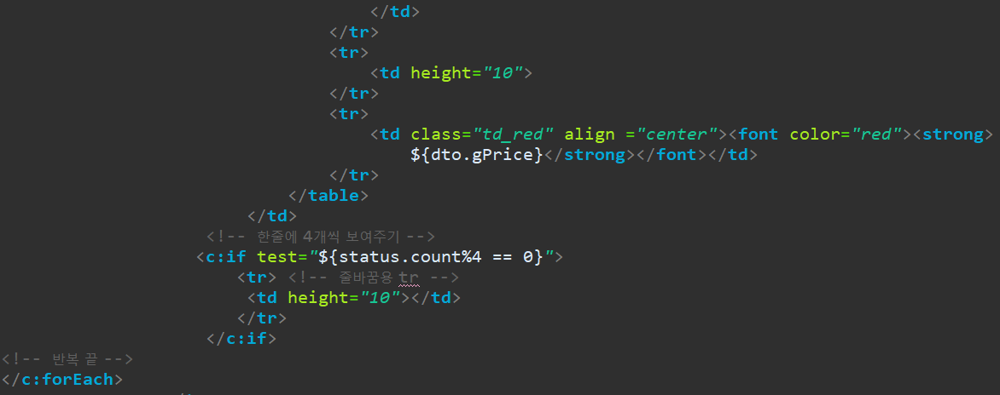 </td>
</tr>
<tr>
<td height="10">
</tr>
<tr>
<td class="td_red" align ="center"><font color="red"><strong>
${dto.gPrice}</strong></font></td>
</tr>
</table>
</td>
<!-- 한줄에 4개씩 보여주기 -->
<c:if test="${status.count%4 == 0}">
<tr> <!-- 줄바꿈용 tr -->
<td height="10"></td>
</tr>
</c:if>
<!-- 반복 끝 -->
</c:forEach>